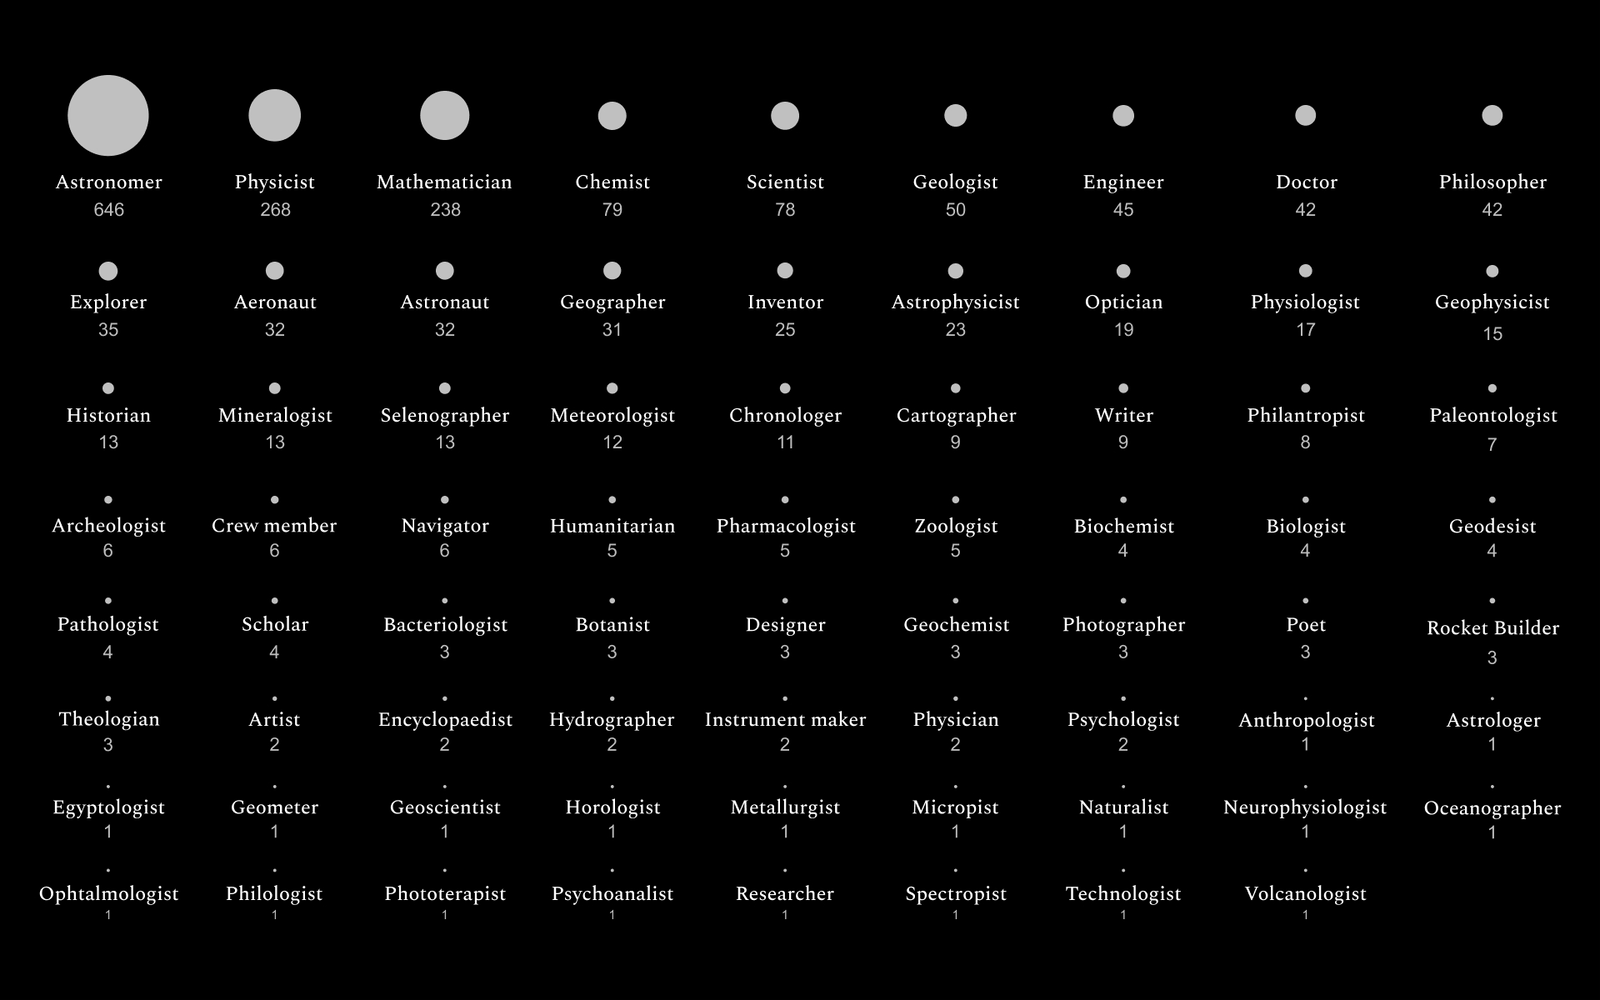 Astronomer Physicist Mathematician Chemist Scientist Geologist Engineer Doctor Philosopher
646 268 238 79 78 50 45 42 42
Explorer Aeronaut Astronaut Geographer Inventor Astrophysicist Optician Physiologist Geophysicist
35 32 32 31 25 23 19 17 15
Historian Mineralogist Selenographer Meteorologist Chronologer Cartographer Writer Philantropist Paleontologist
13 13 13 12 11 9 9 8 7
Archeologist Crew member Navigator Humanitarian Pharmacologist Zoologist Biochemist Biologist Geodesist
6 6 6 5 5 5 4 4 4
Pathologist Scholar Bacteriologist Botanist Designer Geochemist Photographer Poet Rocket Builder
4 4 3 3 3 3 3 3 3
Theologian Artist Encyclopaedist Hydrographer Instrument maker Physician Psychologist Anthropologist Astrologer
3 2 2 2 2 2 2 1 1
Egyptologist Geometer Geoscientist Horologist Metallurgist Micropist Naturalist Neurophysiologist Oceanographer
1 1 1 1 1 1 1 1 1
Ophtalmologist Philologist Phototerapist Psychoanalist Researcher Spectropist Technologist Volcanologist
1 1 1 1 1 1 1 1